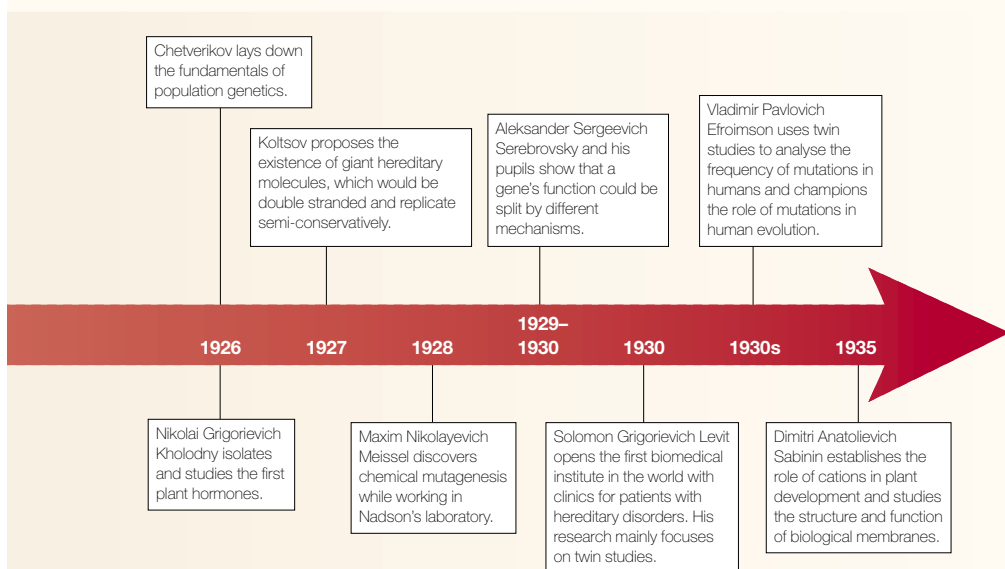 Chetverikov lays down
the fundamentals of
population genetics.
Koltsov proposes the
existence of giant hereditary
molecules, which would be
double stranded and replicate
semi-conservatively.
Aleksander Sergeevich
Serebrovsky and his
pupils show that a
gene's function could be
split by different
mechanisms.
Vladimir Pavlovich
Efroimson uses twin
studies to analyse the
frequency of mutations in
humans and champions
the role of mutations in
human evolution.
1926
1927
1928
1929–
1930
1930
1930s
1935
Nikolai Grigorievich
Kholodny isolates
and studies the first
plant hormones.
Maxim Nikolayevich
Meissel discovers
chemical mutagenesis
while working in
Nadson's laboratory.
Solomon Grigorievich Levit
opens the first biomedical
institute in the world with
clinics for patients with
hereditary disorders. His
research mainly focuses
on twin studies.
Dimitri Anatolievich
Sabinin establishes the
role of cations in plant
development and studies
the structure and function
of biological membranes.